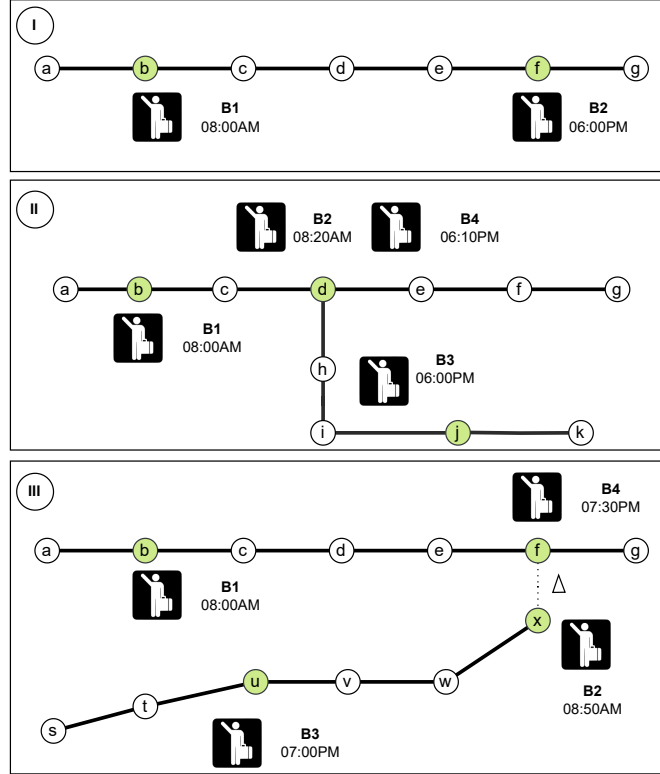 I
a b c d e f g
B1
08:00AM
B2
06:00PM
II
B2
08:20AM
B4
06:10PM
a b c d e f g
B1
08:00AM
h
B3
06:00PM
i j k
III
B4
07:30PM
a b c d e f g
B1
08:00AM
Δ
x
u v w
t
s
B2
08:50AM
B3
07:00PM